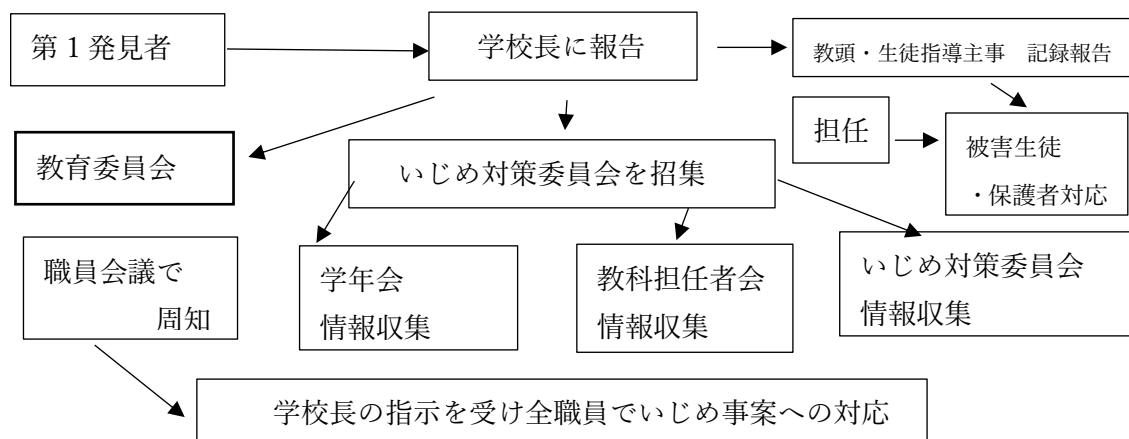 第1発見者
学校長に報告
教頭・生徒指導主事　記録報告
担任
被害生徒
・保護者対応
教育委員会
いじめ対策委員会を招集
職員会議で
周知
学年会
情報収集
教科担任者会
情報収集
いじめ対策委員会
情報収集
学校長の指示を受け全職員でいじめ事案への対応